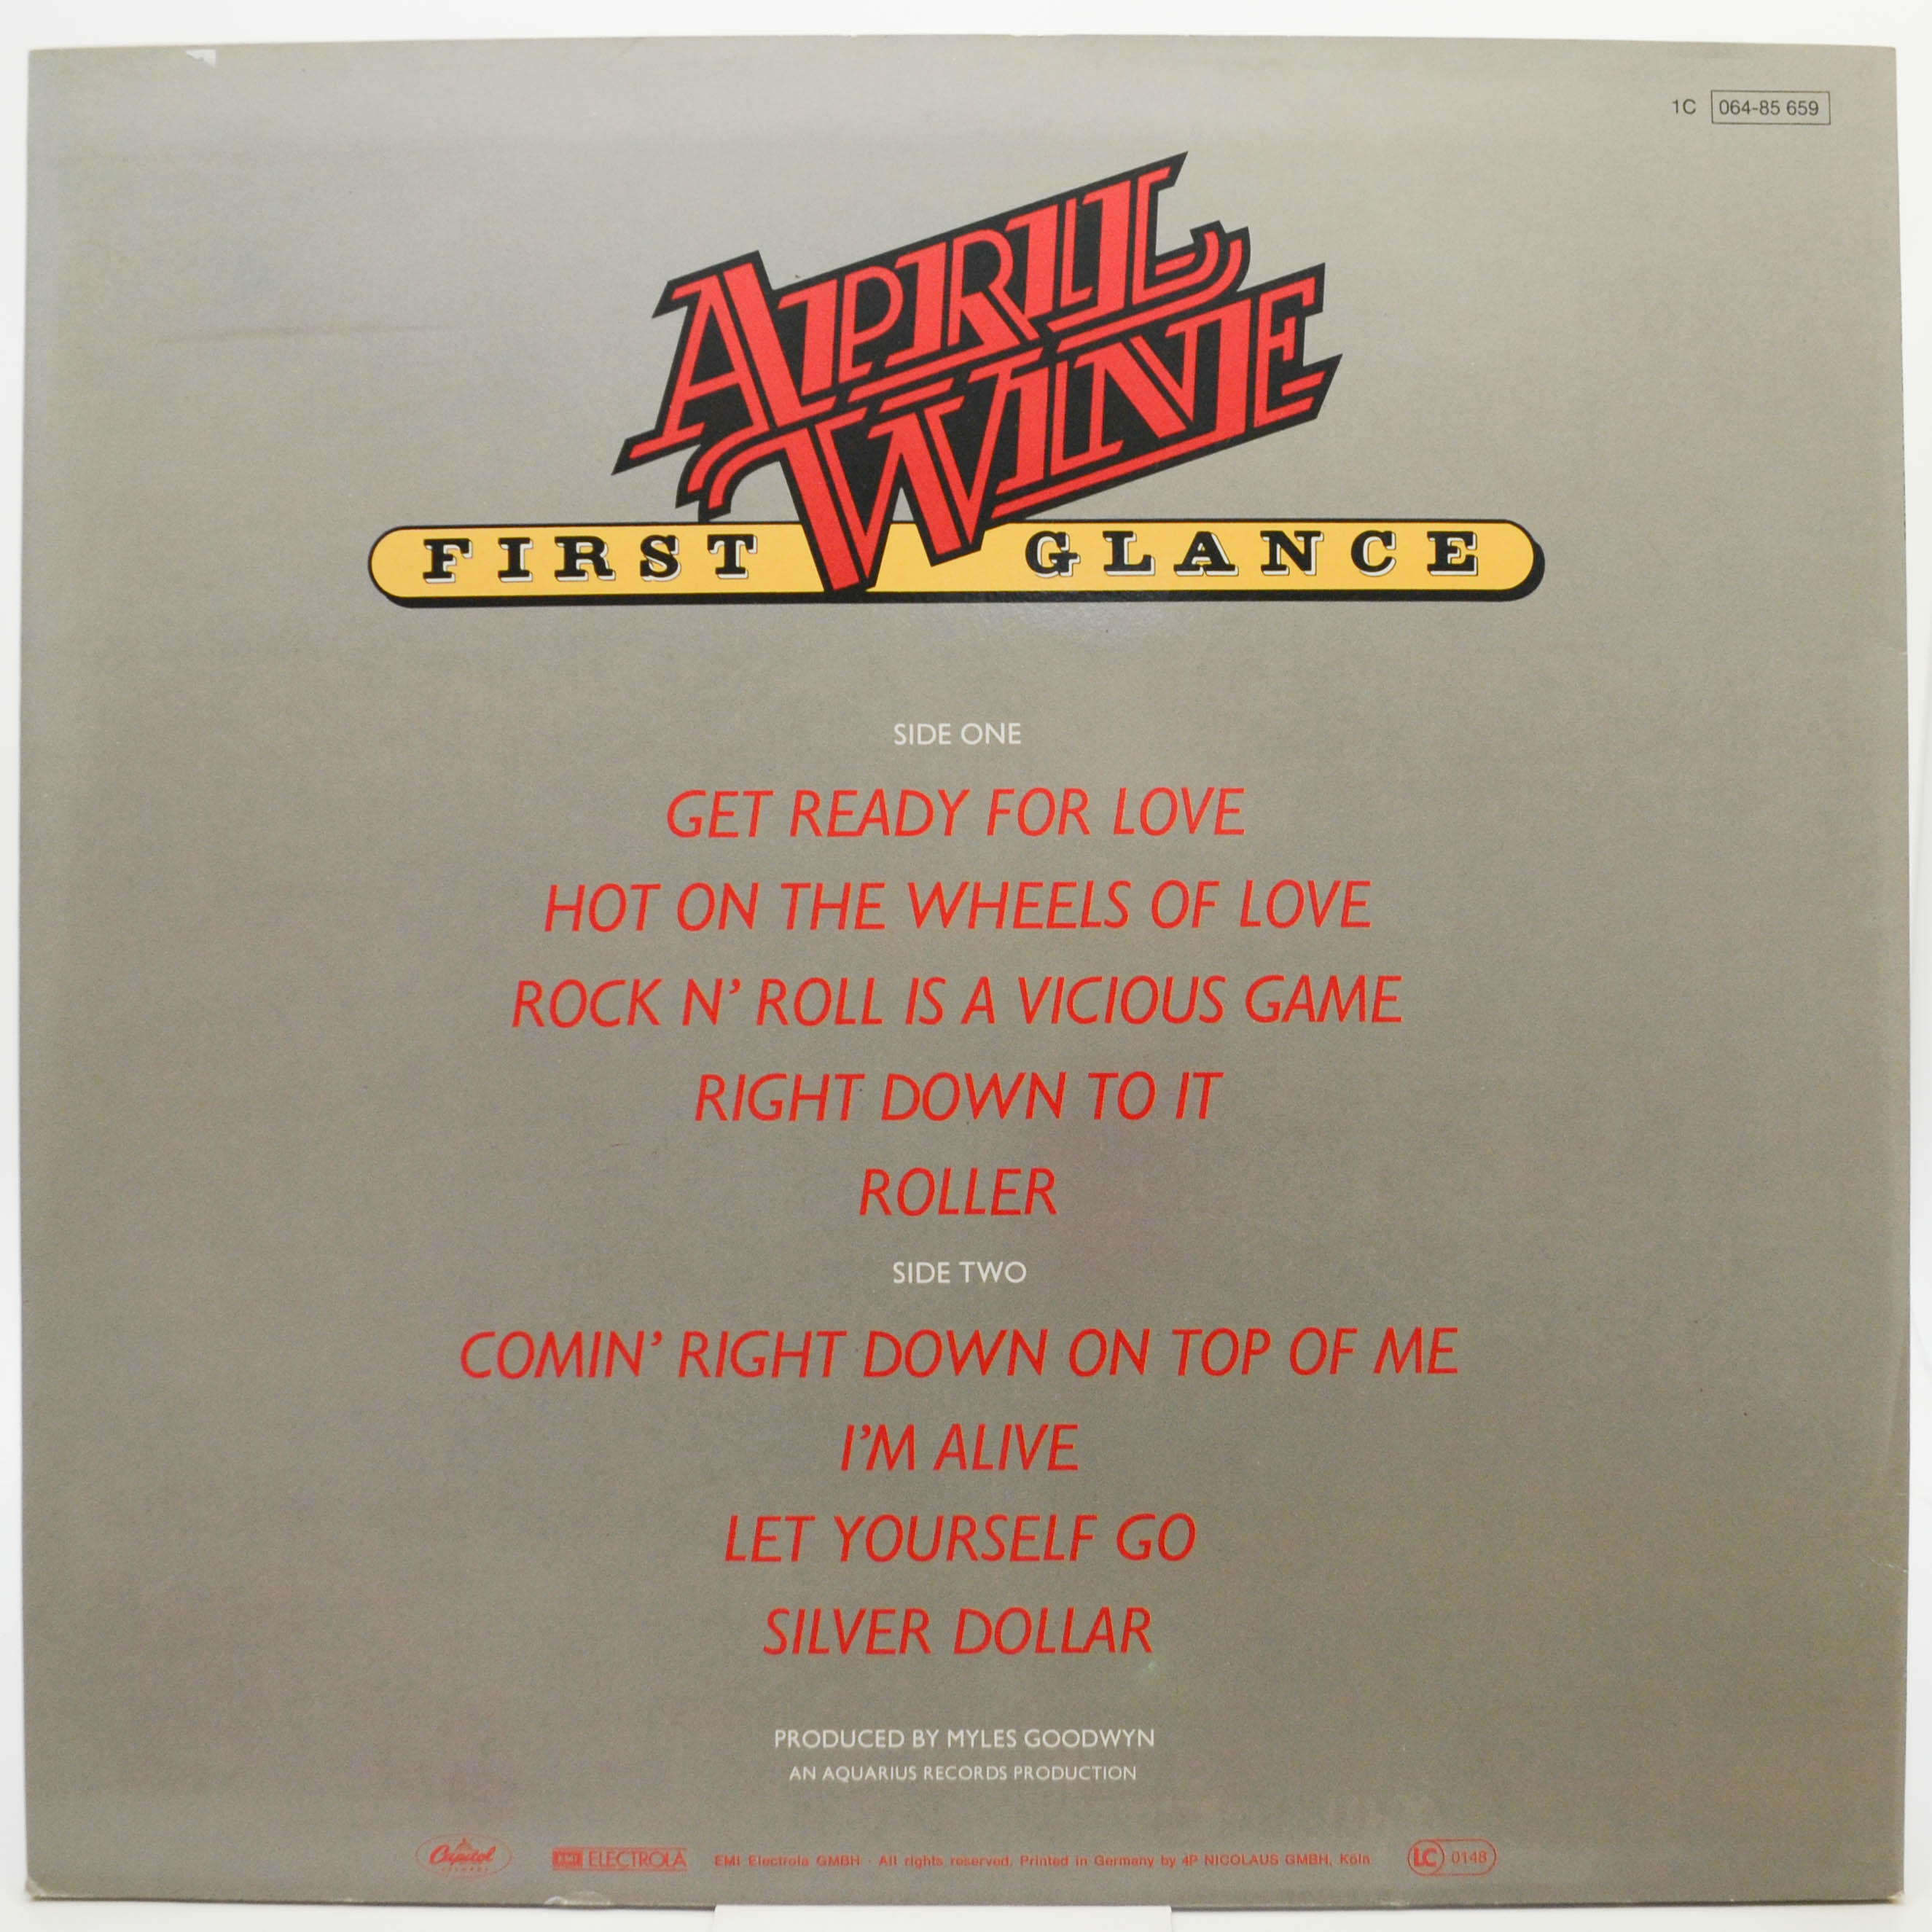 1C 064-85 659
APRIL
WINE
FIRST GLANCE
SIDE ONE
GET READY FOR LOVE
HOT ON THE WHEELS OF LOVE
ROCK N' ROLL IS A VICIOUS GAME
RIGHT DOWN TO IT
ROLLER
SIDE TWO
COMIN' RIGHT DOWN ON TOP OF ME
I'M ALIVE
LET YOURSELF GO
SILVER DOLLAR
PRODUCED BY MYLES GOODWYN
AN AQUARIUS RECORDS PRODUCTION
Capitol RECORDS EMI ELECTROLA EMI Electrola GMBH · All rights reserved. Printed in Germany by 4P NICOLAUS GMBH, Köln LC 0148